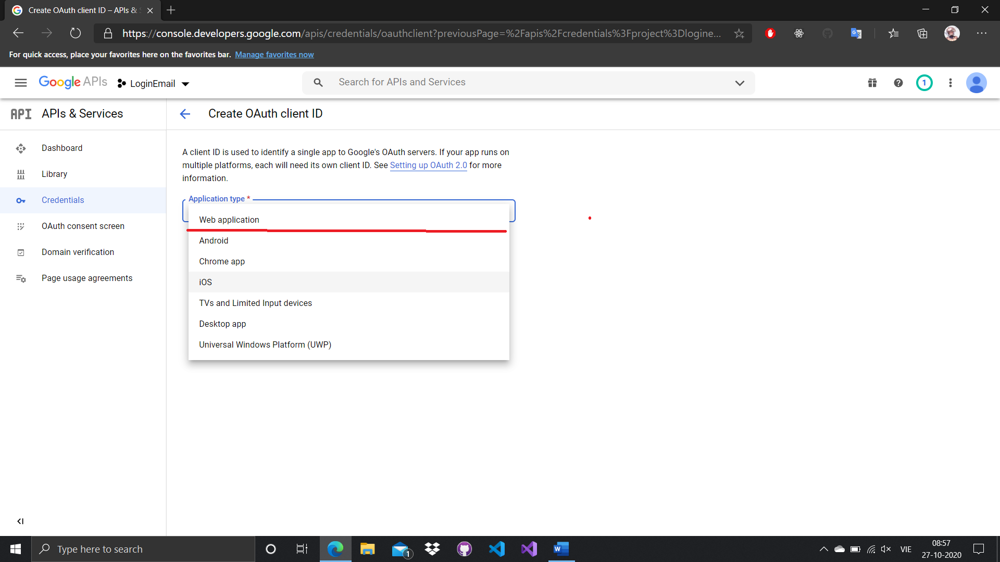 Create OAuth client ID – APIs &
https://console.developers.google.com/apis/credentials/oauthclient?previousPage=%2Fapis%2Fcredentials%3Fproject%3Dlogine...
For quick access, place your favorites here on the favorites bar. Manage favorites now
Google APIs
LoginEmail
Search for APIs and Services
1
API APIs & Services
Create OAuth client ID
Dashboard
Library
Credentials
OAuth consent screen
Domain verification
Page usage agreements
A client ID is used to identify a single app to Google's OAuth servers. If your app runs on
multiple platforms, each will need its own client ID. See Setting up OAuth 2.0 for more
information.
Application type *
Web application
Android
Chrome app
iOS
TVs and Limited Input devices
Desktop app
Universal Windows Platform (UWP)
Type here to search
1
VIE
08:57
27-10-2020